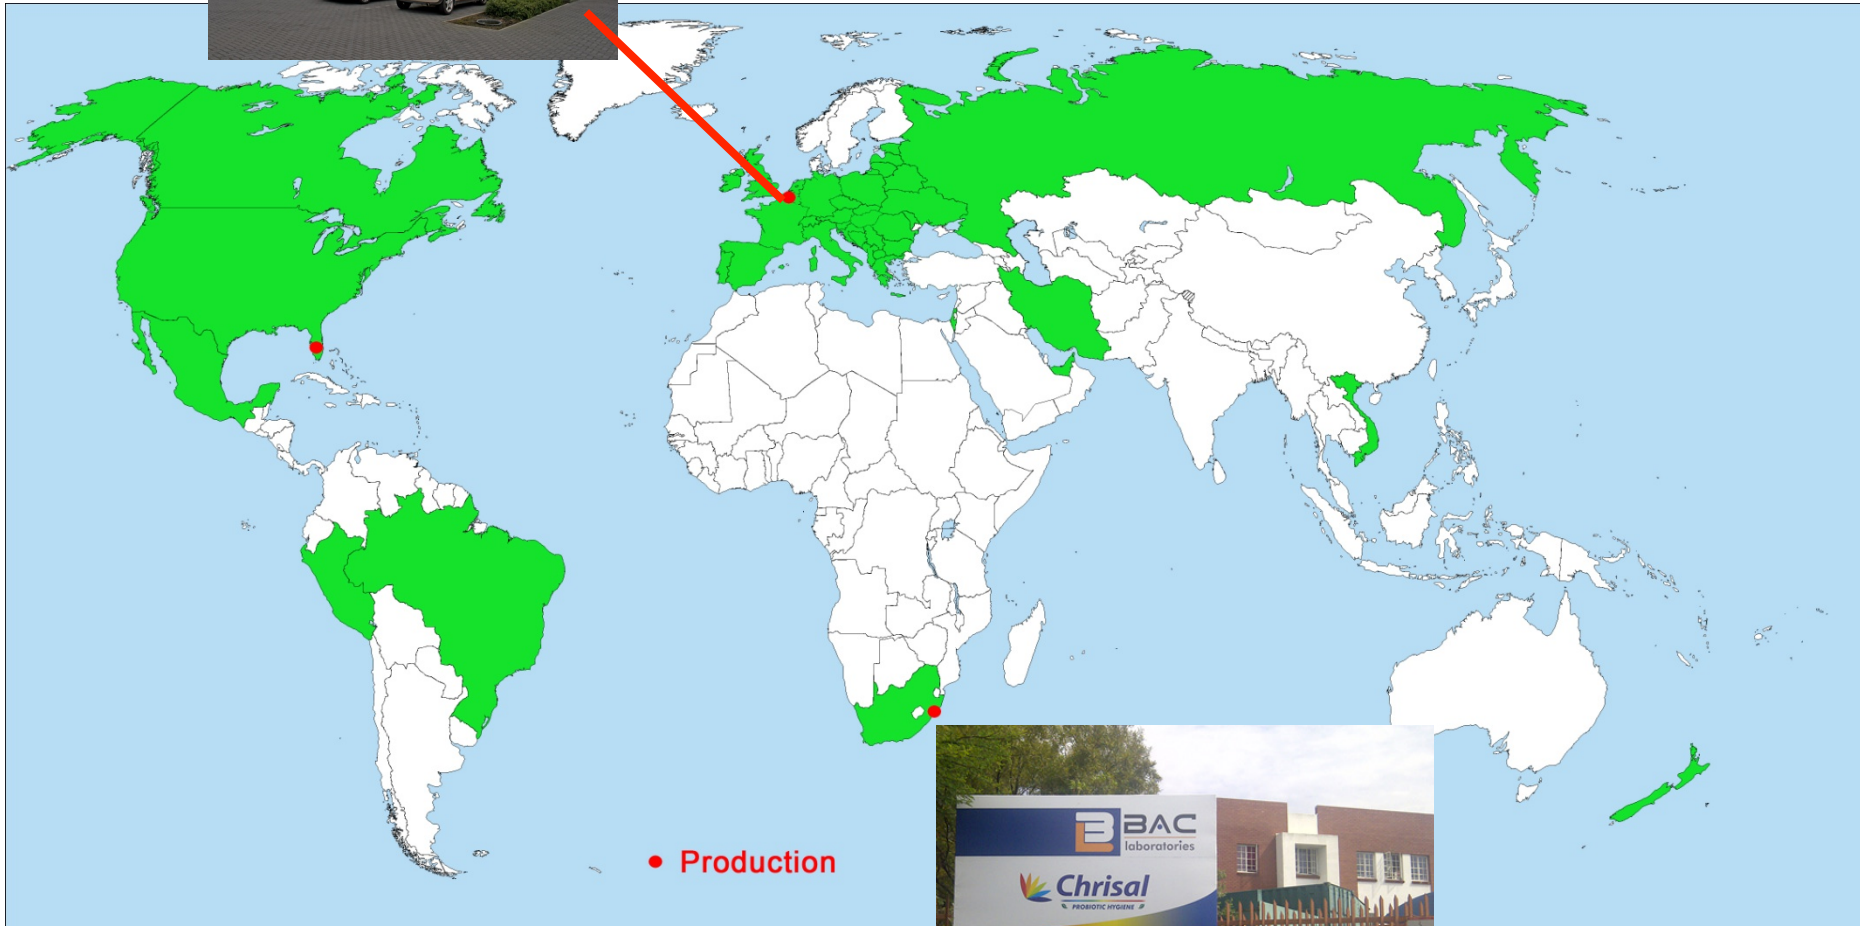 Production
BAC
laboratories
Chrisal
PROBIOTIC HYGIENE